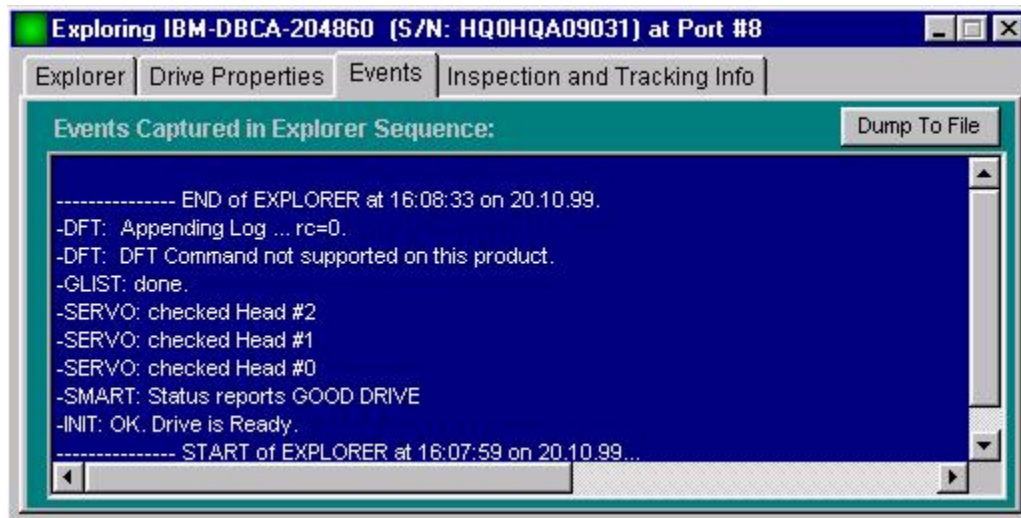 Exploring IBM-DBCA-204860 (S/N: HQ0HQA09031) at Port #8
Explorer Drive Properties Events Inspection and Tracking Info
Events Captured in Explorer Sequence: Dump To File
--------------- END of EXPLORER at 16:08:33 on 20.10.99.
-DFT:  Appending Log ... rc=0.
-DFT:  DFT Command not supported on this product.
-GLIST: done.
-SERVO: checked Head #2
-SERVO: checked Head #1
-SERVO: checked Head #0
-SMART: Status reports GOOD DRIVE
-INIT: OK. Drive is Ready.
--------------- START of EXPLORER at 16:07:59 on 20.10.99...